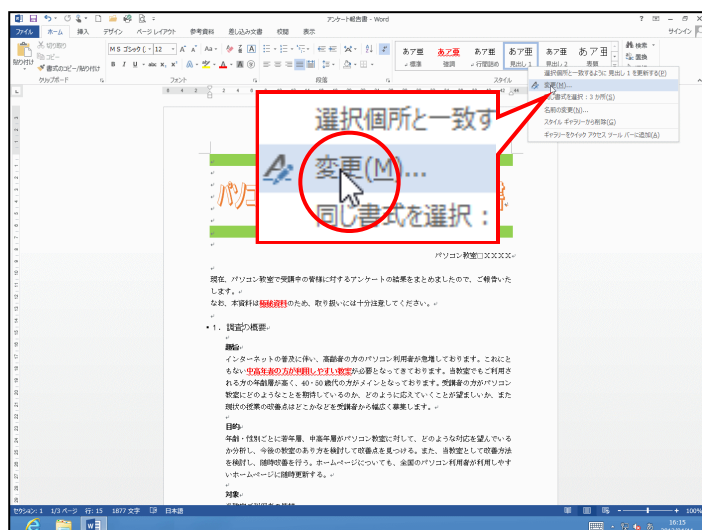 アンケート報告書 - Word
ファイル ホーム 挿入 デザイン ページレイアウト 参考資料 差し込み文書 校閲 表示 サインイン
貼り付け 切り取り コピー 書式のコピー/貼り付け
MS ゴシック ( 12
あア亜 標準 あア亜 強調 あア亜 行間詰め あア亜 見出し 1 あア亜 見出し 2 あア亜 表題
検索 置換
クリップボード フォント 段落 スタイル
選択個所と一致するように 見出し 1 を更新する(P)
変更(M)...
同じ書式を選択 : 3 か所(S)
名前の変更(N)...
スタイル ギャラリーから削除(G)
ギャラリーをクイック アクセス ツール バーに追加(A)
選択個所と一致す
変更(M)...
同じ書式を選択 :
パソコン教室□XXXX
現在、パソコン教室で受講中の皆様に対するアンケートの結果をまとめましたので、ご報告いた
します。
なお、本資料は極秘資料のため、取り扱いには十分注意してください。
1. 調査の概要
趣旨
インターネットの普及に伴い、高齢者の方のパソコン利用者が急増しております。これにと
もない中高年者の方が利用しやすい教室が必要となってきております。当教室でもご利用さ
れる方の年齢層が高く、40・50 歳代の方がメインとなっております。受講者の方がパソコン
教室にどのようなことを期待しているのか、どのように応えていくことが望ましいか、また
現状の授業の改善点はどこかなどを受講者から幅広く募集します。
目的
年齢・性別ごとに若年層、中高年層がパソコン教室に対して、どのような対応を望んでいる
か分析し、今後の教室のあり方を検討して改善点を見つける。また、当教室として改善方法
を検討し、随時改善を行う。ホームページについても、全国のパソコン利用者が利用しやす
いホームページに随時更新する。
対象
セクション: 1 1/3 ページ 行: 15 1877 文字 日本語 100%
16:15